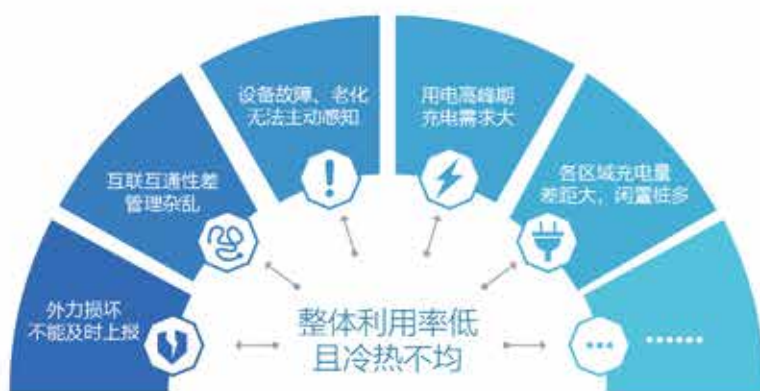 设备故障、老化
无法主动感知
用电高峰期
充电需求大
互联互通性差
管理杂乱
各区域充电量
差距大，闲置桩多
外力损坏
不能及时上报
整体利用率低
且冷热不均
……